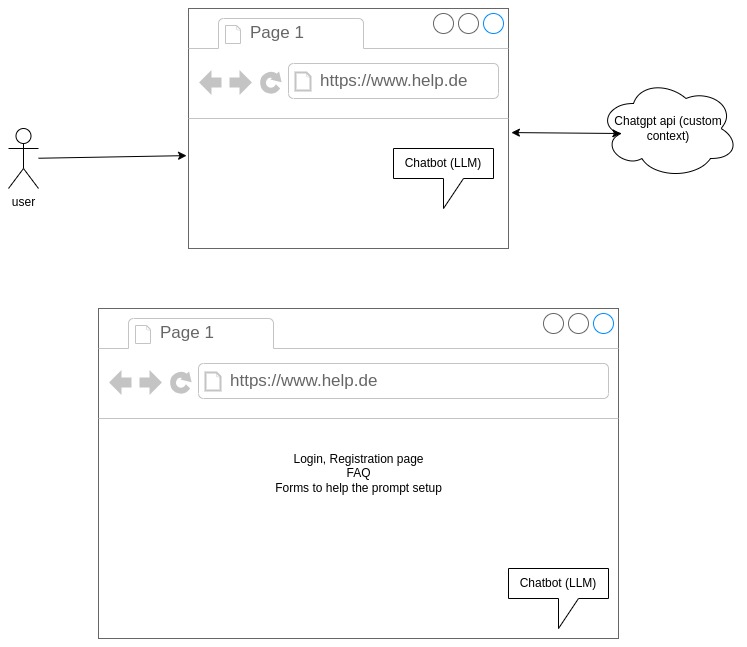 Page 1
https://www.help.de
Chatgpt api (custom
context)
Chatbot (LLM)
user
Page 1
https://www.help.de
Login, Registration page
FAQ
Forms to help the prompt setup
Chatbot (LLM)